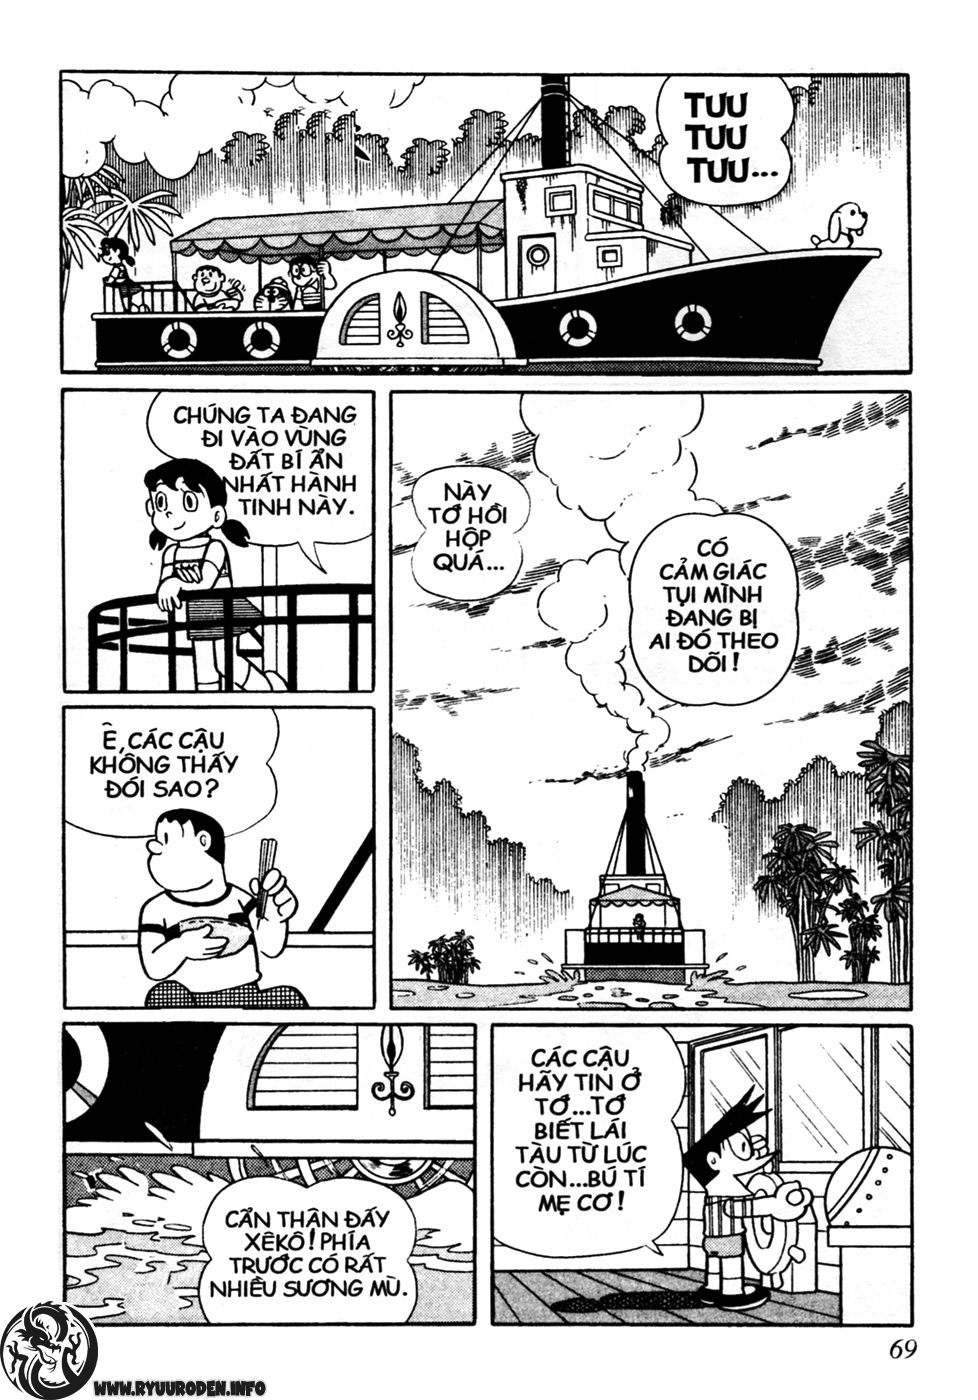 TUU
TUU
TUU...
CHÚNG TA ĐANG
ĐI VÀO VÙNG
ĐẤT BÍ ẨN
NHẤT HÀNH
TINH NÀY.
NÀY
TỚ HỒI
HỘP
QUÁ...
CÓ
CẢM GIÁC
TỤI MÌNH
ĐANG BỊ
AI ĐÓ THEO
DÕI!
Ê, CÁC CẬU
KHÔNG THẤY
ĐÓI SAO?
CẨN THẬN ĐẤY
XÊKÔ! PHÍA
TRƯỚC CÓ RẤT
NHIỀU SƯƠNG MÙ.
CÁC CẬU
HÃY TIN Ở
TỚ...TỚ
BIẾT LÁI
TÀU TỪ LÚC
CÒN...BÚ TÍ
MẸ CƠ!
69
WWW.RYUURODEN.INFO